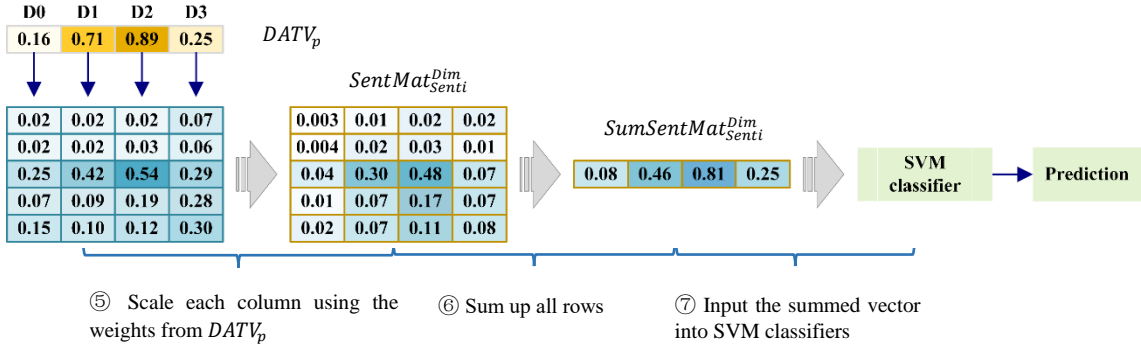 D0 D1 D2 D3
0.16 0.71 0.89 0.25
DATV_p
SentMat^{Dim}_{Senti}
0.02 0.02 0.02 0.07
0.02 0.02 0.03 0.06
0.25 0.42 0.54 0.29
0.07 0.09 0.19 0.28
0.15 0.10 0.12 0.30
0.003 0.01 0.02 0.02
0.004 0.02 0.03 0.01
0.04 0.30 0.48 0.07
0.01 0.07 0.17 0.07
0.02 0.07 0.11 0.08
SumSentMat^{Dim}_{Senti}
0.08 0.46 0.81 0.25
SVM
classifier
Prediction
⑤ Scale each column using the
weights from DATV_p
⑥ Sum up all rows
⑦ Input the summed vector
into SVM classifiers